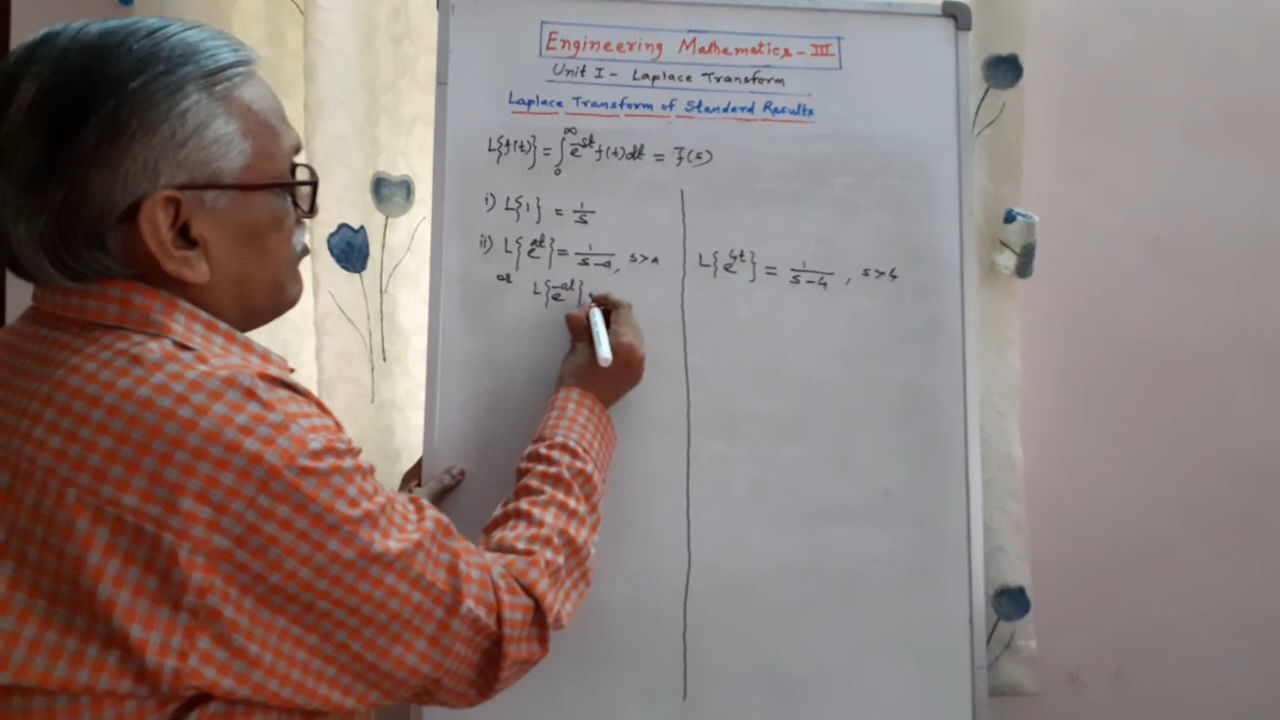 Engineering Mathematics - III
Unit I - Laplace Transform
Laplace Transform of Standard Results
L{f(t)} = ∫₀^∞ e^{-st} f(t) dt = f̄(s)
i) L{1} = 1/s
ii) L{e^{at}} = 1/(s-a), s>a
or L{e^{-at}}
L{e^{4t}} = 1/(s-4), s>4